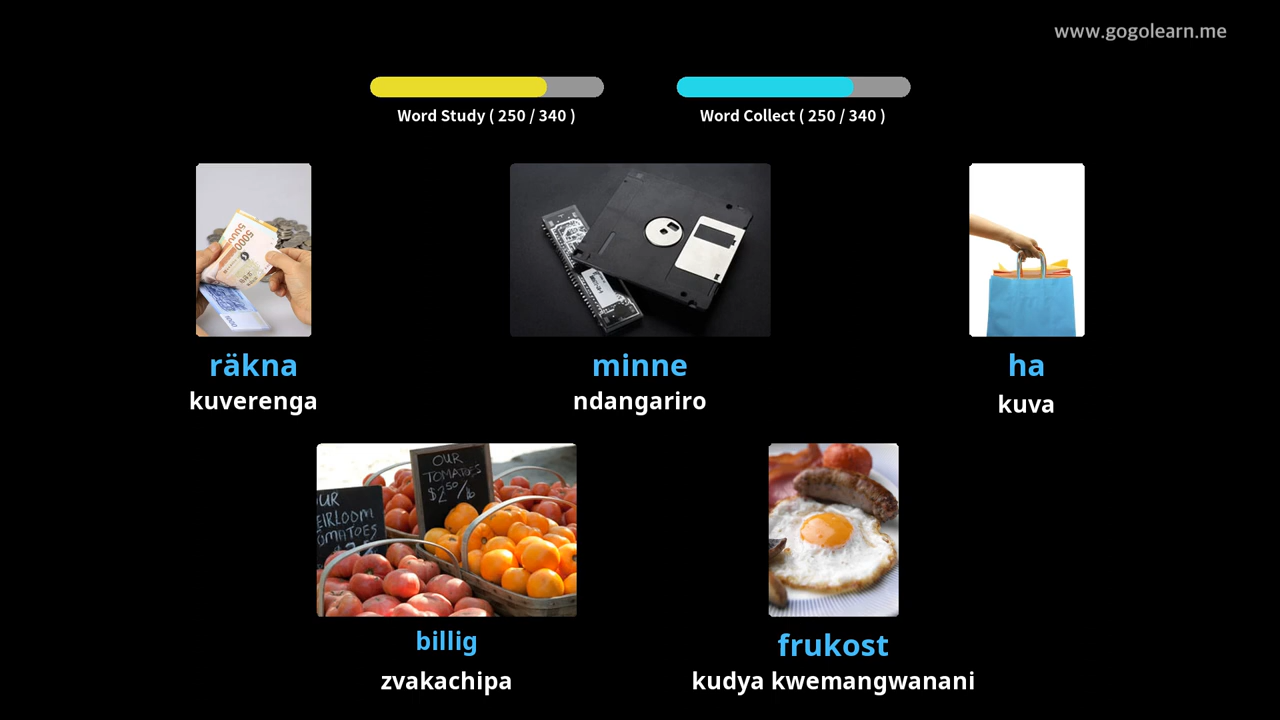 www.gogolearn.me
Word Study ( 250 / 340 )
Word Collect ( 250 / 340 )
5000
räkna
kuverenga
minne
ndangariro
ha
kuva
OUR
TOMATOES
$2.50/lb
HEIRLOOM
TOMATOES
billig
zvakachipa
frukost
kudya kwemangwanani